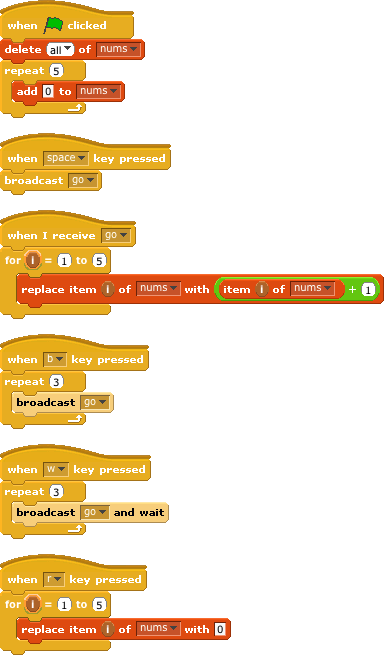 when clicked
delete all of nums
repeat 5
add 0 to nums
when space key pressed
broadcast go
when I receive go
for i = 1 to 5
replace item i of nums with item i of nums + 1
when b key pressed
repeat 3
broadcast go
when w key pressed
repeat 3
broadcast go and wait
when r key pressed
for i = 1 to 5
replace item i of nums with 0